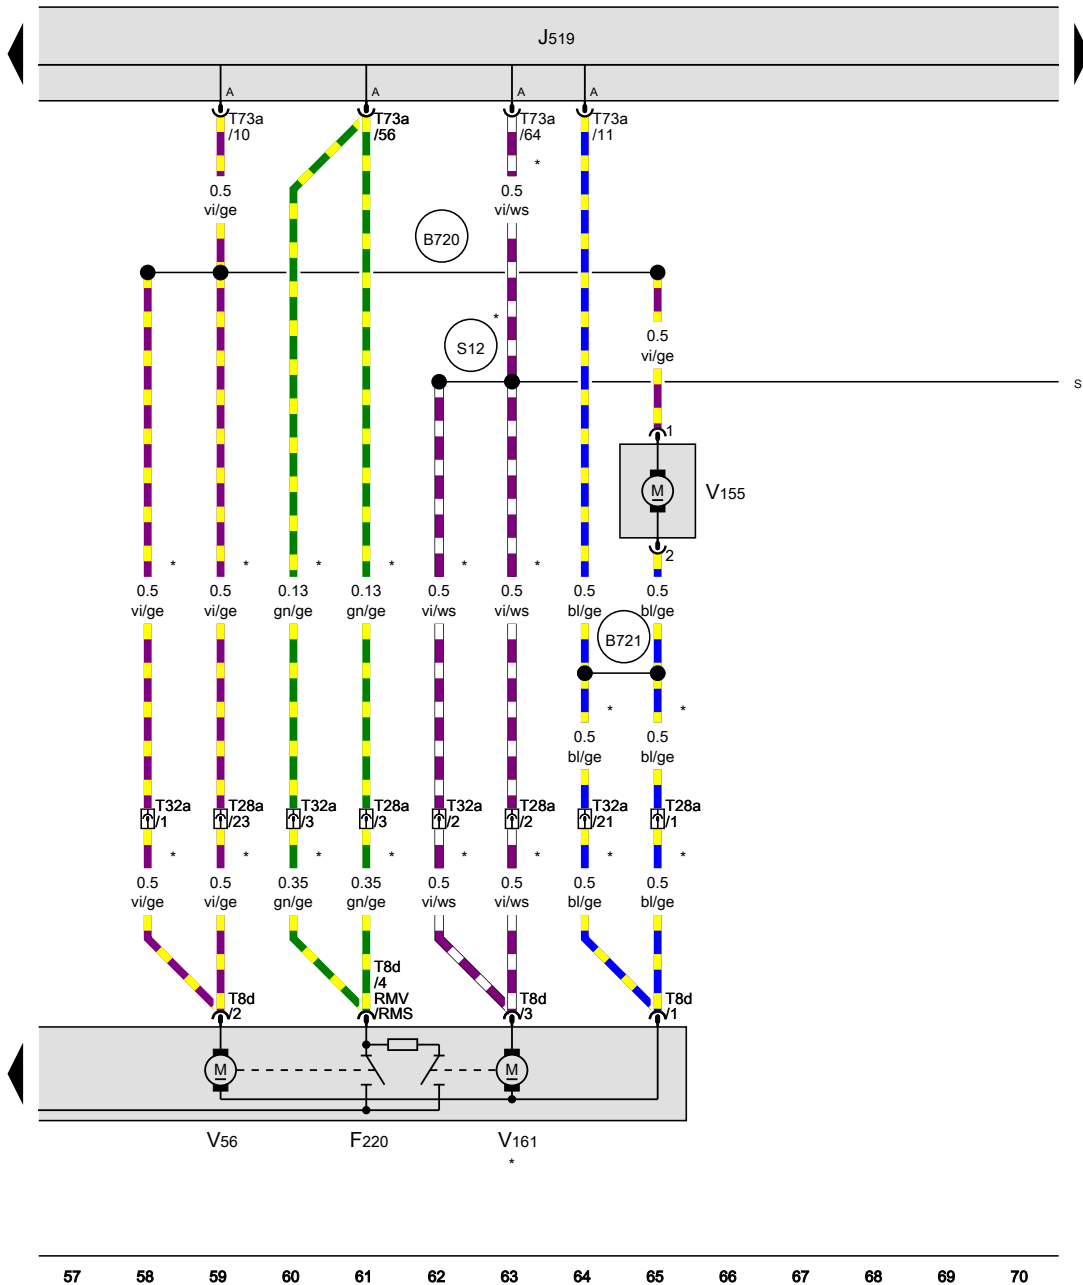 J519
A A A A
T73a T73a T73a T73a
/10 /56 /64 /11
*
0.5 0.5
vi/ge vi/ws
B720
*
S12
0.5
vi/ge
S
1
M
V155
2
* * * * * *
0.5 0.5 0.13 0.13 0.5 0.5 0.5 0.5
vi/ge vi/ge gn/ge gn/ge vi/ws vi/ws bl/ge bl/ge
B721
* *
0.5 0.5
bl/ge bl/ge
T32a T28a T32a T28a T32a T28a T32a T28a
/1 /23 /3 /3 /2 /2 /21 /1
* * * * * * * *
0.5 0.5 0.35 0.35 0.5 0.5 0.5 0.5
vi/ge vi/ge gn/ge gn/ge vi/ws vi/ws bl/ge bl/ge
T8d
/4
T8d RMV T8d T8d
/2 /RMS /3 /1
M M
V56 F220 V161
*
57 58 59 60 61 62 63 64 65 66 67 68 69 70